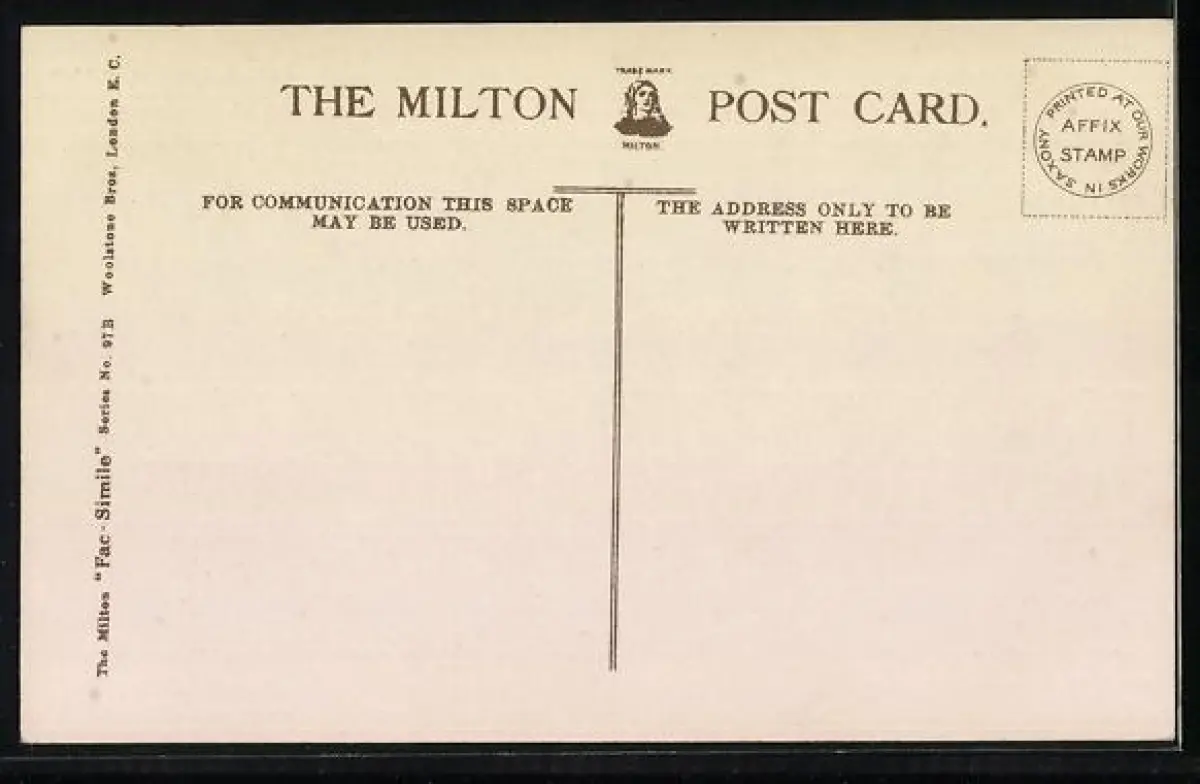 TRADE MARK
THE MILTON POST CARD.
MILTON
PRINTED AT OUR WORKS IN SAXONY
AFFIX
STAMP
FOR COMMUNICATION THIS SPACE
MAY BE USED.
THE ADDRESS ONLY TO BE
WRITTEN HERE.
The Milton "Fac-Simile" Series No. 97B Woolstone Bros, London E. C.